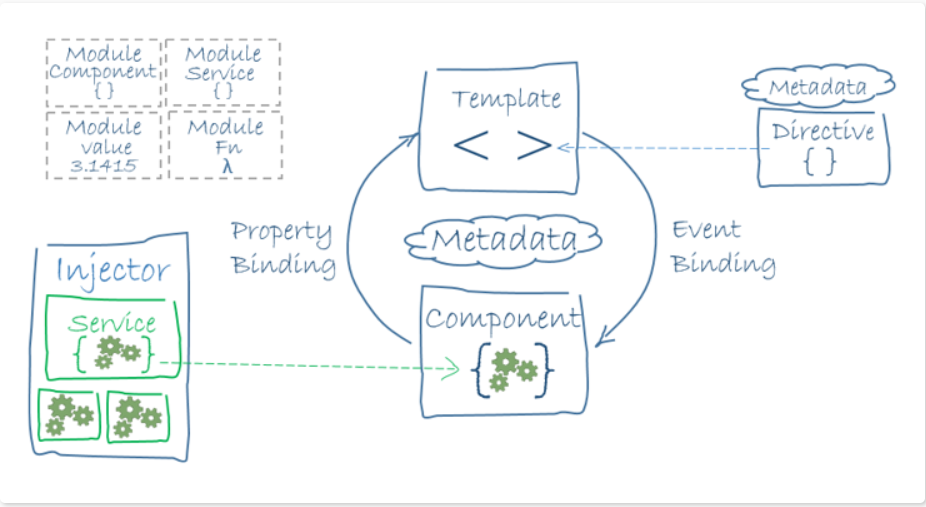 Module
Component
{ }
Module
Service
{ }
Module
value
3.1415
Module
Fn
λ
Template
< >
Metadata
Directive
{ }
Property
Binding
Metadata
Event
Binding
Injector
Service
{ }
Component
{ }